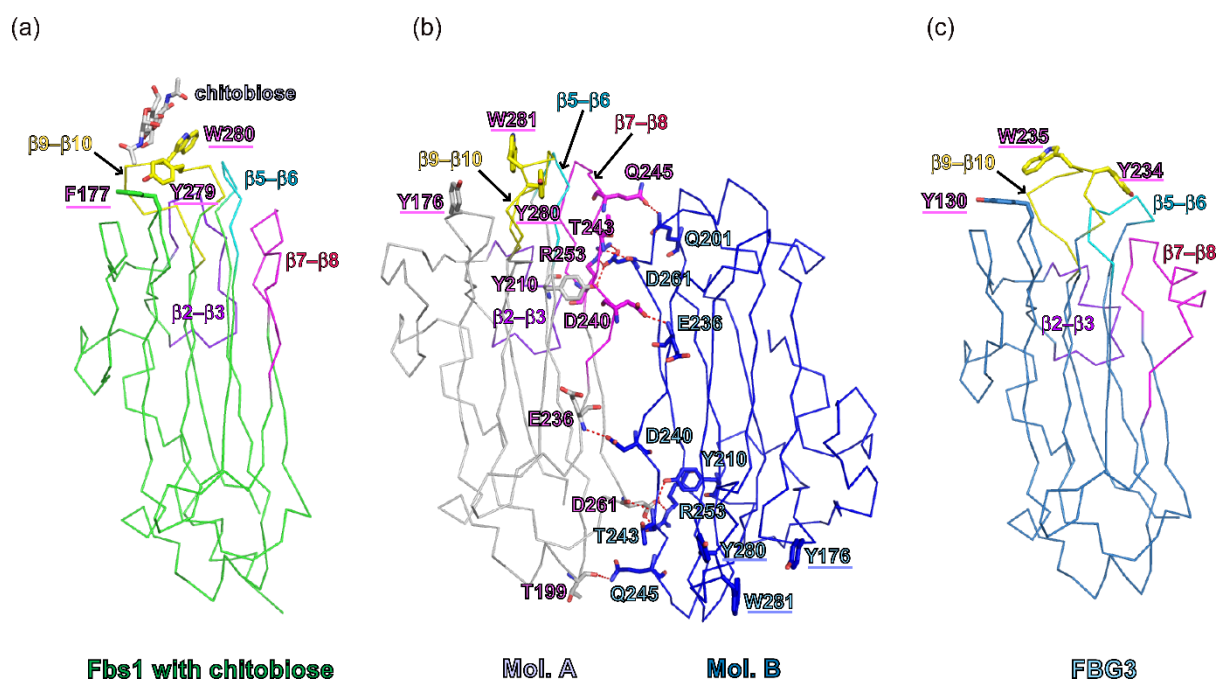 (a)
chitobiose
W280
β9–β10
F177
Y279
β5–β6
β7–β8
β2–β3
Fbs1 with chitobiose
(b)
β5–β6
W281
β7–β8
β9–β10
Q245
Y176
Y280
T243
Q201
R253
D261
Y210
β2–β3
D240
E236
E236
D240
Y210
D261
R253
T243
Y280
Y176
T199
Q245
W281
Mol. A
Mol. B
(c)
W235
β9–β10
Y234
Y130
β5–β6
β7–β8
β2–β3
FBG3